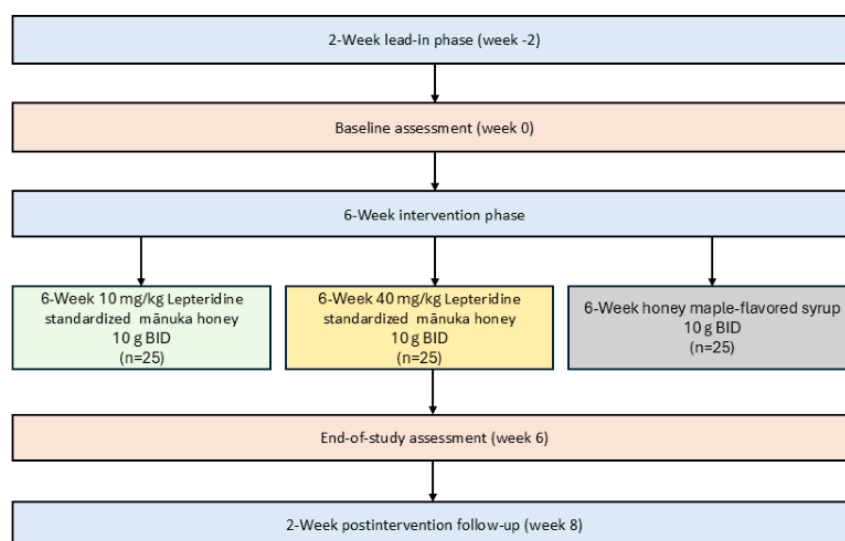 2-Week lead-in phase (week -2)
Baseline assessment (week 0)
6-Week intervention phase
6-Week 10 mg/kg Lepteridine
standardized mānuka honey
10 g BID
(n=25)
6-Week 40 mg/kg Lepteridine
standardized mānuka honey
10 g BID
(n=25)
6-Week honey maple-flavored syrup
10 g BID
(n=25)
End-of-study assessment (week 6)
2-Week postintervention follow-up (week 8)